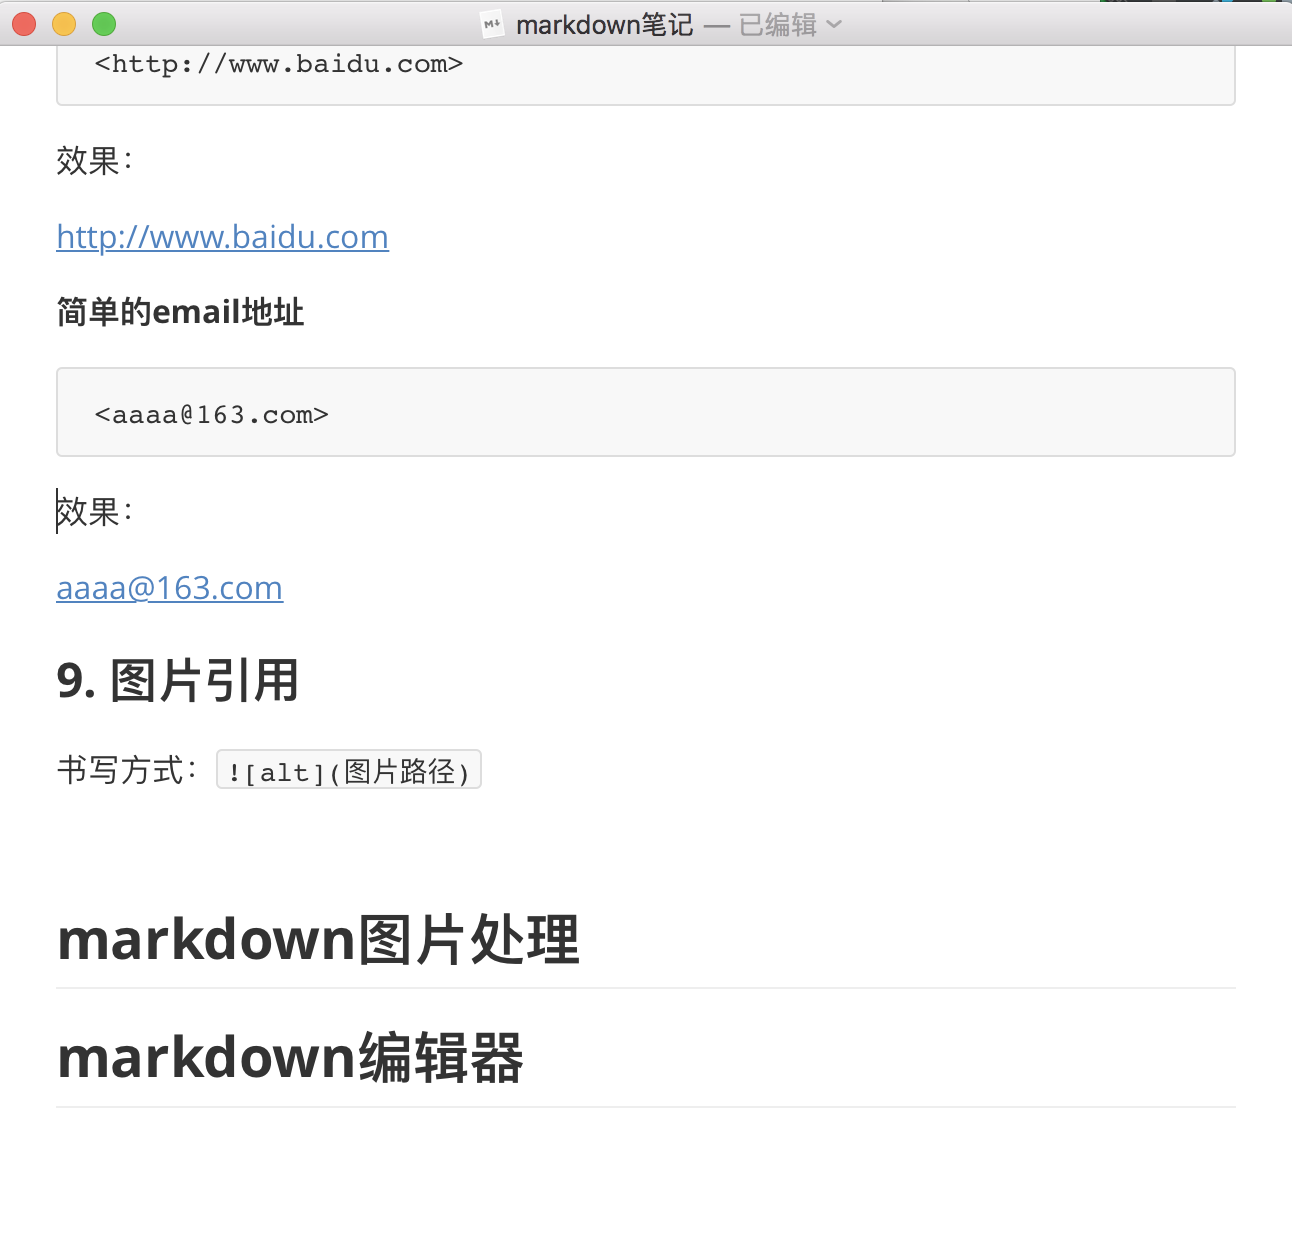 markdown笔记 — 已编辑
<http://www.baidu.com>
效果：
http://www.baidu.com
简单的email地址
<aaaa@163.com>
效果：
aaaa@163.com
9. 图片引用
书写方式：![alt](图片路径)
markdown图片处理
markdown编辑器